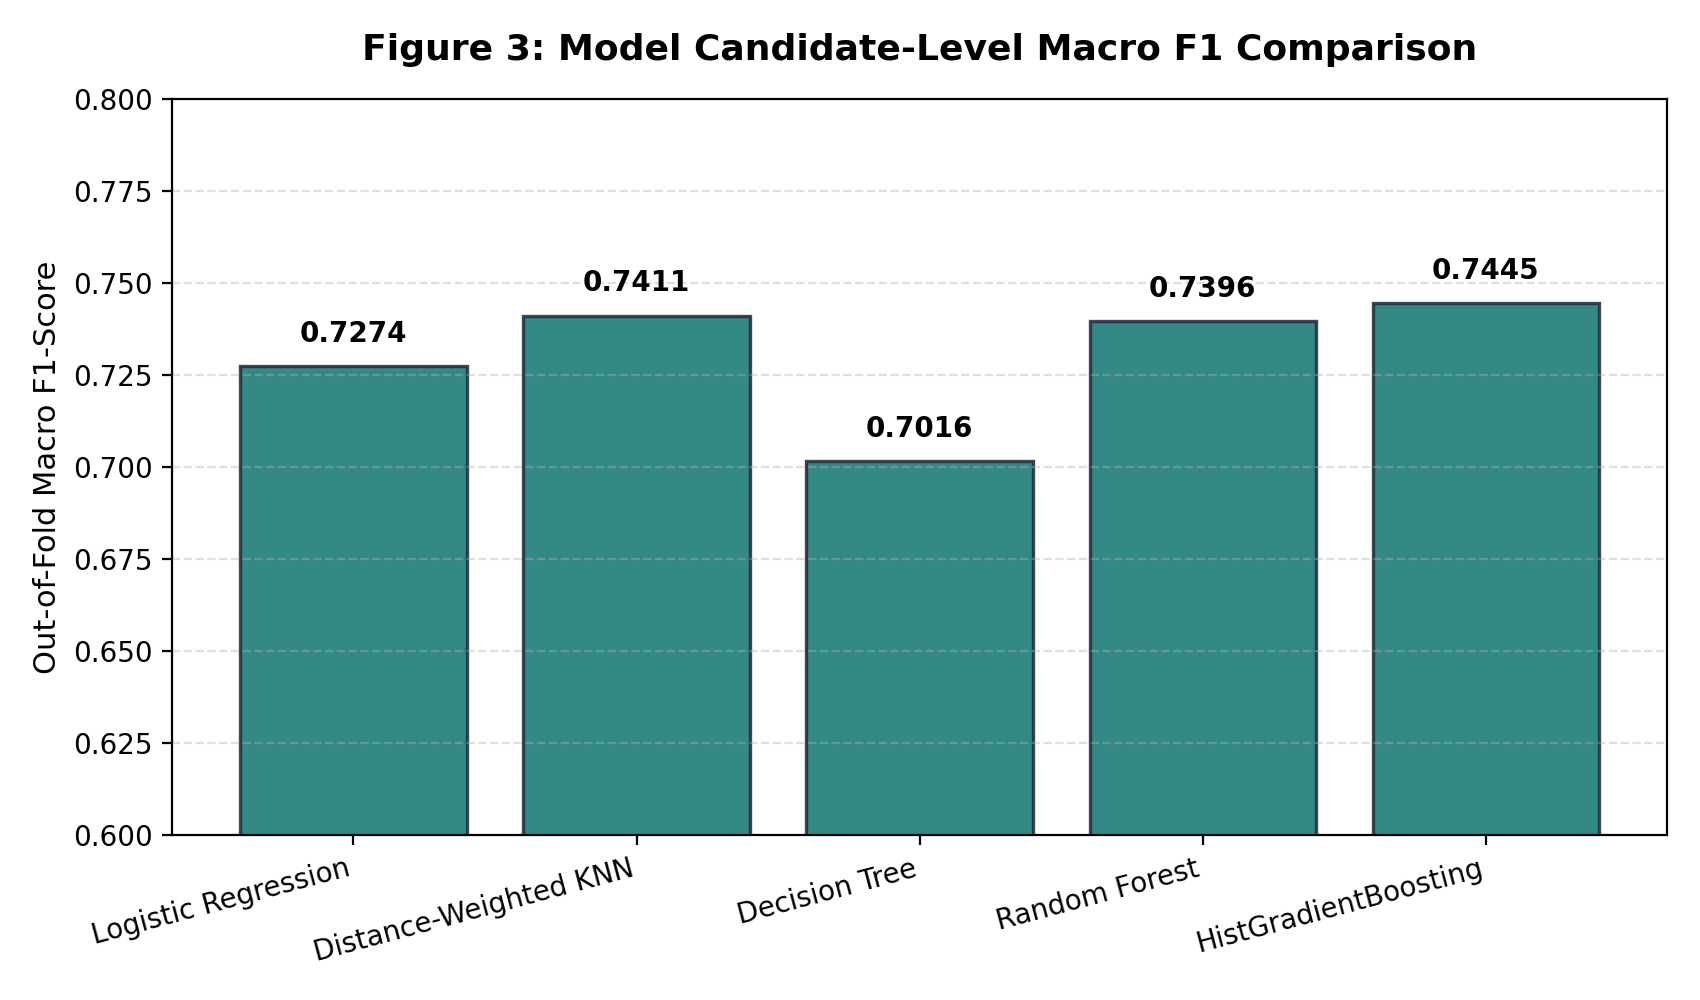 Figure 3: Model Candidate-Level Macro F1 Comparison
Out-of-Fold Macro F1-Score
0.800
0.775
0.750
0.725
0.700
0.675
0.650
0.625
0.600
0.7274
0.7411
0.7016
0.7396
0.7445
Logistic Regression
Distance-Weighted KNN
Decision Tree
Random Forest
HistGradientBoosting